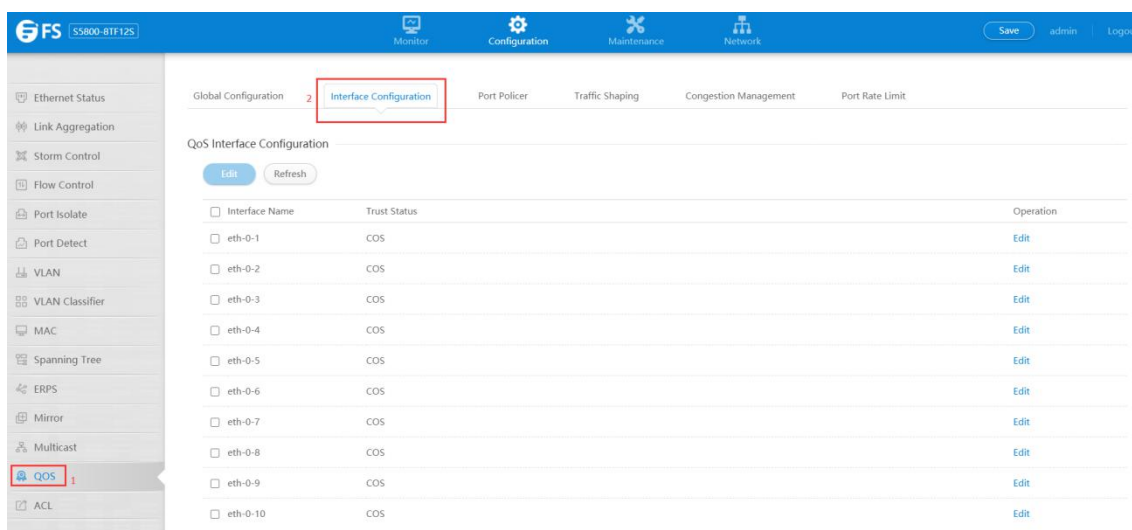 FS S5800-8TF12S
Monitor Configuration Maintenance Network
Save admin Logou
Ethernet Status
Link Aggregation
Storm Control
Flow Control
Port Isolate
Port Detect
VLAN
VLAN Classifier
MAC
Spanning Tree
ERPS
Mirror
Multicast
QOS 1
ACL
Global Configuration 2 Interface Configuration Port Policer Traffic Shaping Congestion Management Port Rate Limit
QoS Interface Configuration
Edit Refresh
Interface Name Trust Status Operation
eth-0-1 COS Edit
eth-0-2 COS Edit
eth-0-3 COS Edit
eth-0-4 COS Edit
eth-0-5 COS Edit
eth-0-6 COS Edit
eth-0-7 COS Edit
eth-0-8 COS Edit
eth-0-9 COS Edit
eth-0-10 COS Edit